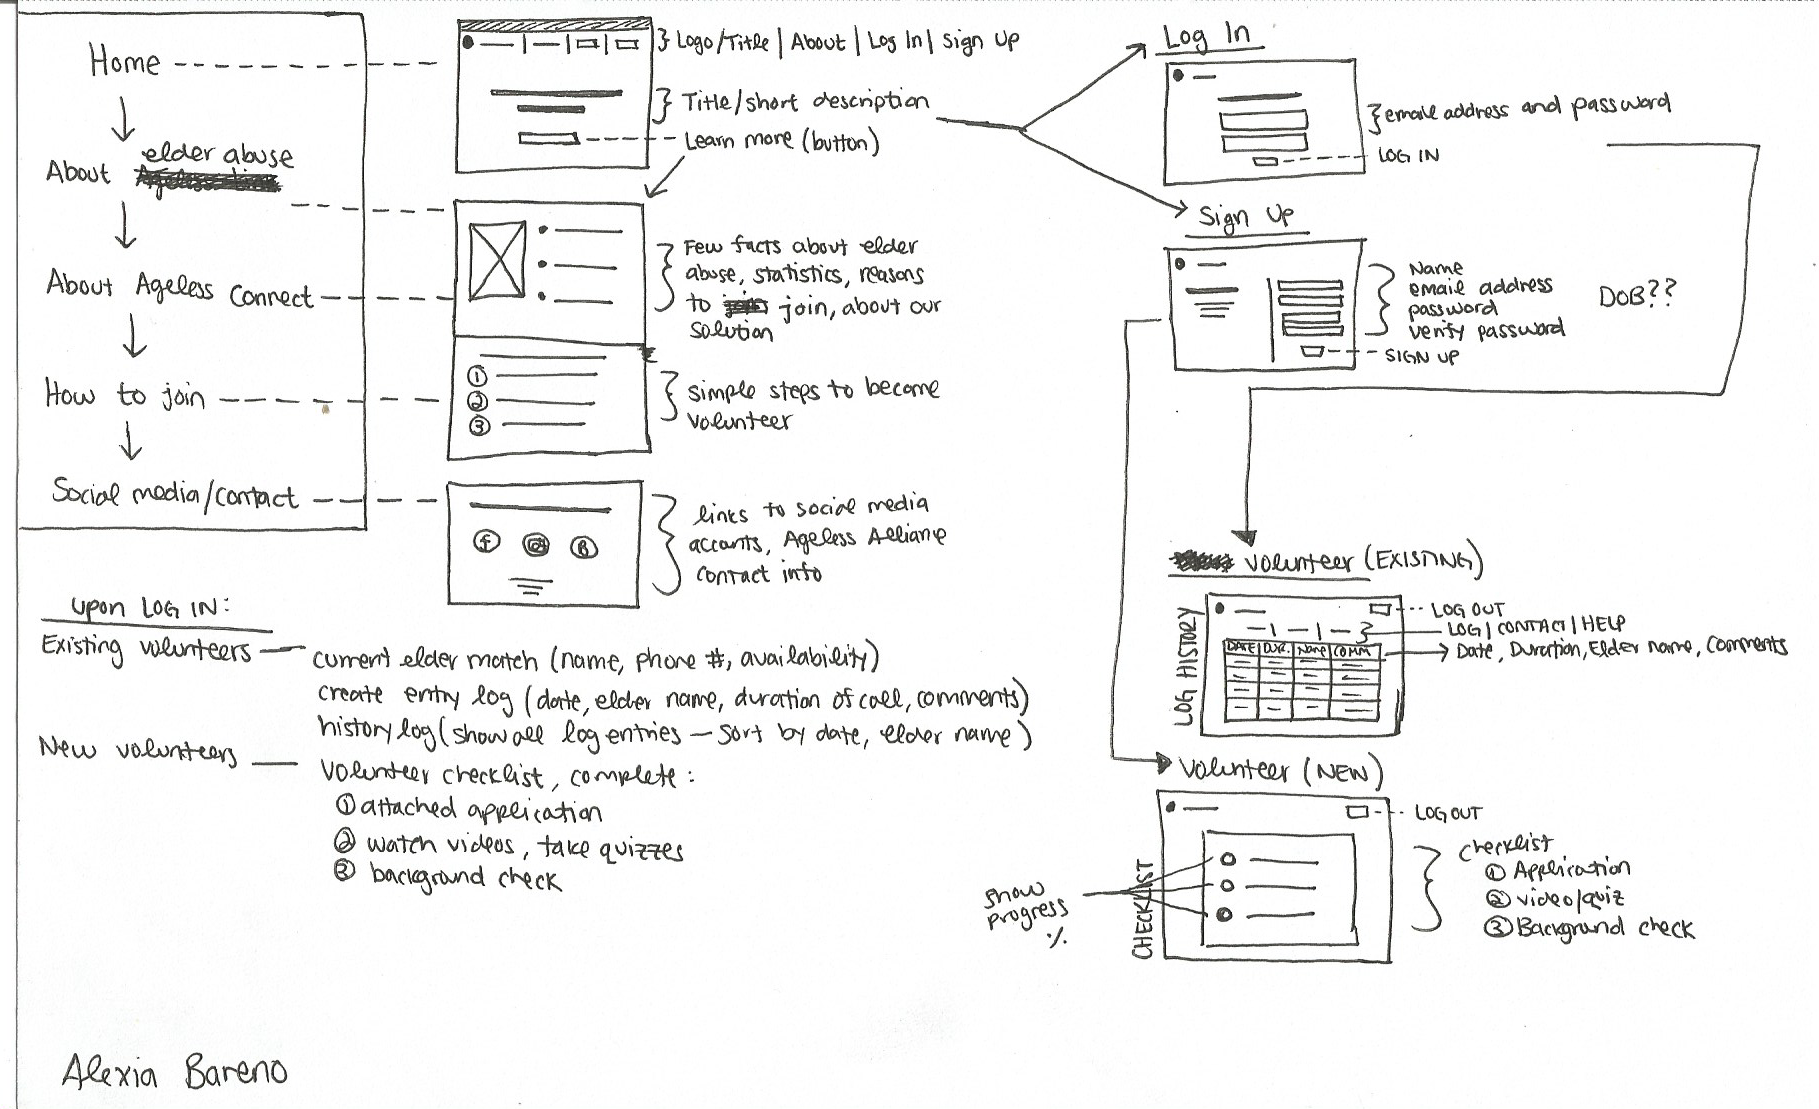 Home
About elder abuse
About Ageless Connect
How to join
Social media/contact
} Logo/Title | About | Log In | Sign Up
Title/short description
Learn more (button)
Few facts about elder
abuse, statistics, reasons
to join, about our
solution
① 
②
③
simple steps to become
volunteer
f
links to social media
accounts, Ageless Alliance
contact info
upon LOG IN:
Existing volunteers — current elder match (name, phone #, availability)
create entry log (date, elder name, duration of call, comments)
history log (show all log entries — sort by date, elder name)
New volunteers — Volunteer checklist, complete:
① attached application
② watch videos, take quizzes
③ background check
Alexia Bareno
Log In
email address and password
LOG IN
Sign Up
Name
email address
password
verify password
SIGN UP
DOB??
Volunteer (EXISTING)
LOG HISTORY
LOG OUT
LOG | CONTACT | HELP
Date, Duration, Elder name, Comments
DATE DUR. Name COMM.
Volunteer (NEW)
LOG OUT
CHECKLIST
show
progress
%
Checklist
① Application
② video/quiz
③ Background check